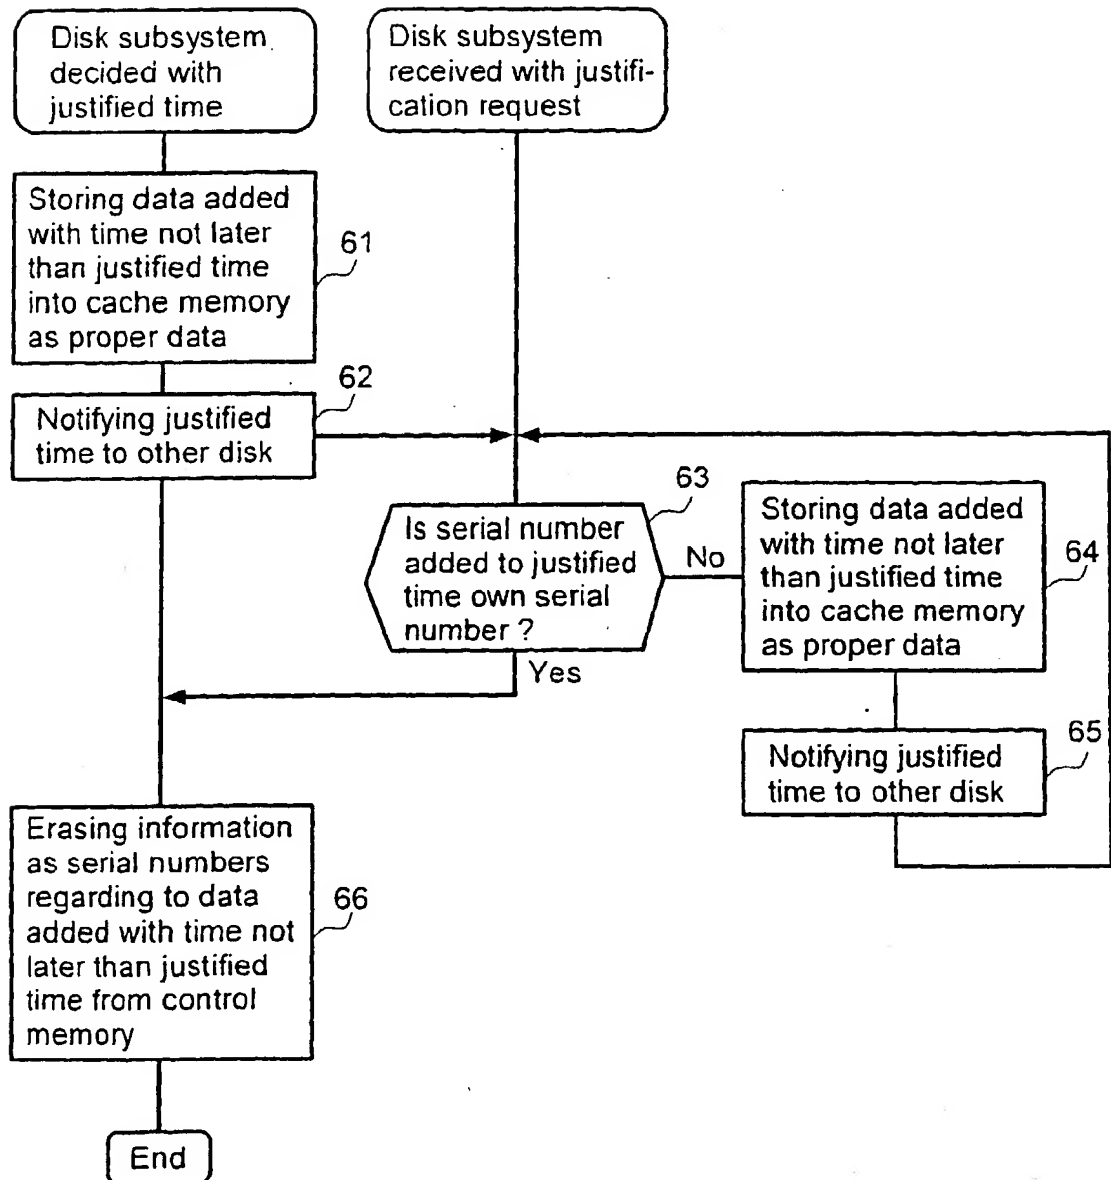 Disk subsystem
decided with
justified time
Disk subsystem
received with justifi-
cation request
Storing data added
with time not later
than justified time
into cache memory
as proper data
61
62
Notifying justified
time to other disk
63
Is serial number
added to justified
time own serial
number ?
No
Yes
Storing data added
with time not later
than justified time
into cache memory
as proper data
64
65
Notifying justified
time to other disk
Erasing information
as serial numbers
regarding to data
added with time not
later than justified
time from control
memory
66
End